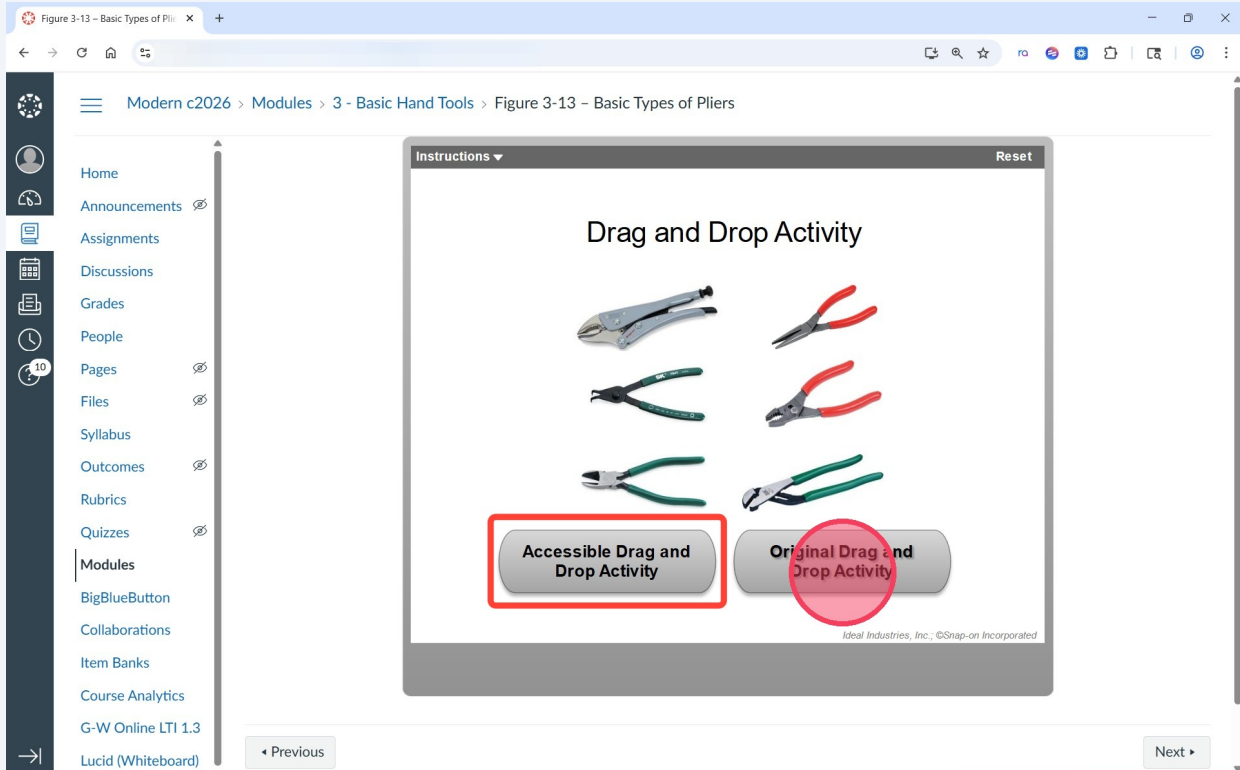 Figure 3-13 – Basic Types of Plie
Modern c2026 > Modules > 3 - Basic Hand Tools > Figure 3-13 – Basic Types of Pliers
10
Home
Announcements
Assignments
Discussions
Grades
People
Pages
Files
Syllabus
Outcomes
Rubrics
Quizzes
Modules
BigBlueButton
Collaborations
Item Banks
Course Analytics
G-W Online LTI 1.3
Lucid (Whiteboard)
Instructions
Reset
Drag and Drop Activity
Accessible Drag and
Drop Activity
Original Drag and
Drop Activity
Ideal Industries, Inc.; ©Snap-on Incorporated
Previous
Next